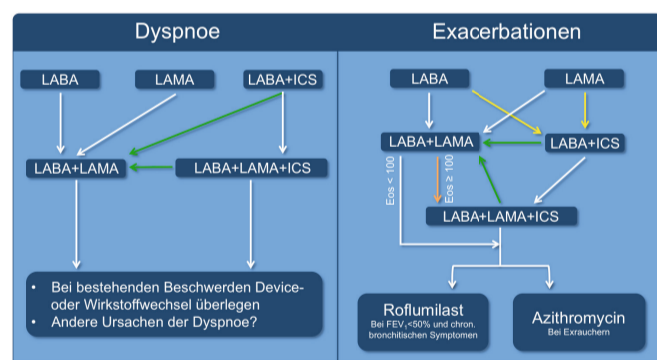 Dyspnoe
LABA
LAMA
LABA+ICS
LABA+LAMA
LABA+LAMA+ICS
• Bei bestehenden Beschwerden Device-
oder Wirkstoffwechsel überlegen
• Andere Ursachen der Dyspnoe?
Exacerbationen
LABA
LAMA
LABA+LAMA
LABA+ICS
Eos < 100
Eos ≥ 100
LABA+LAMA+ICS
Roflumilast
Bei FEV₁<50% und chron.
bronchitischen Symptomen
Azithromycin
Bei Exrauchern